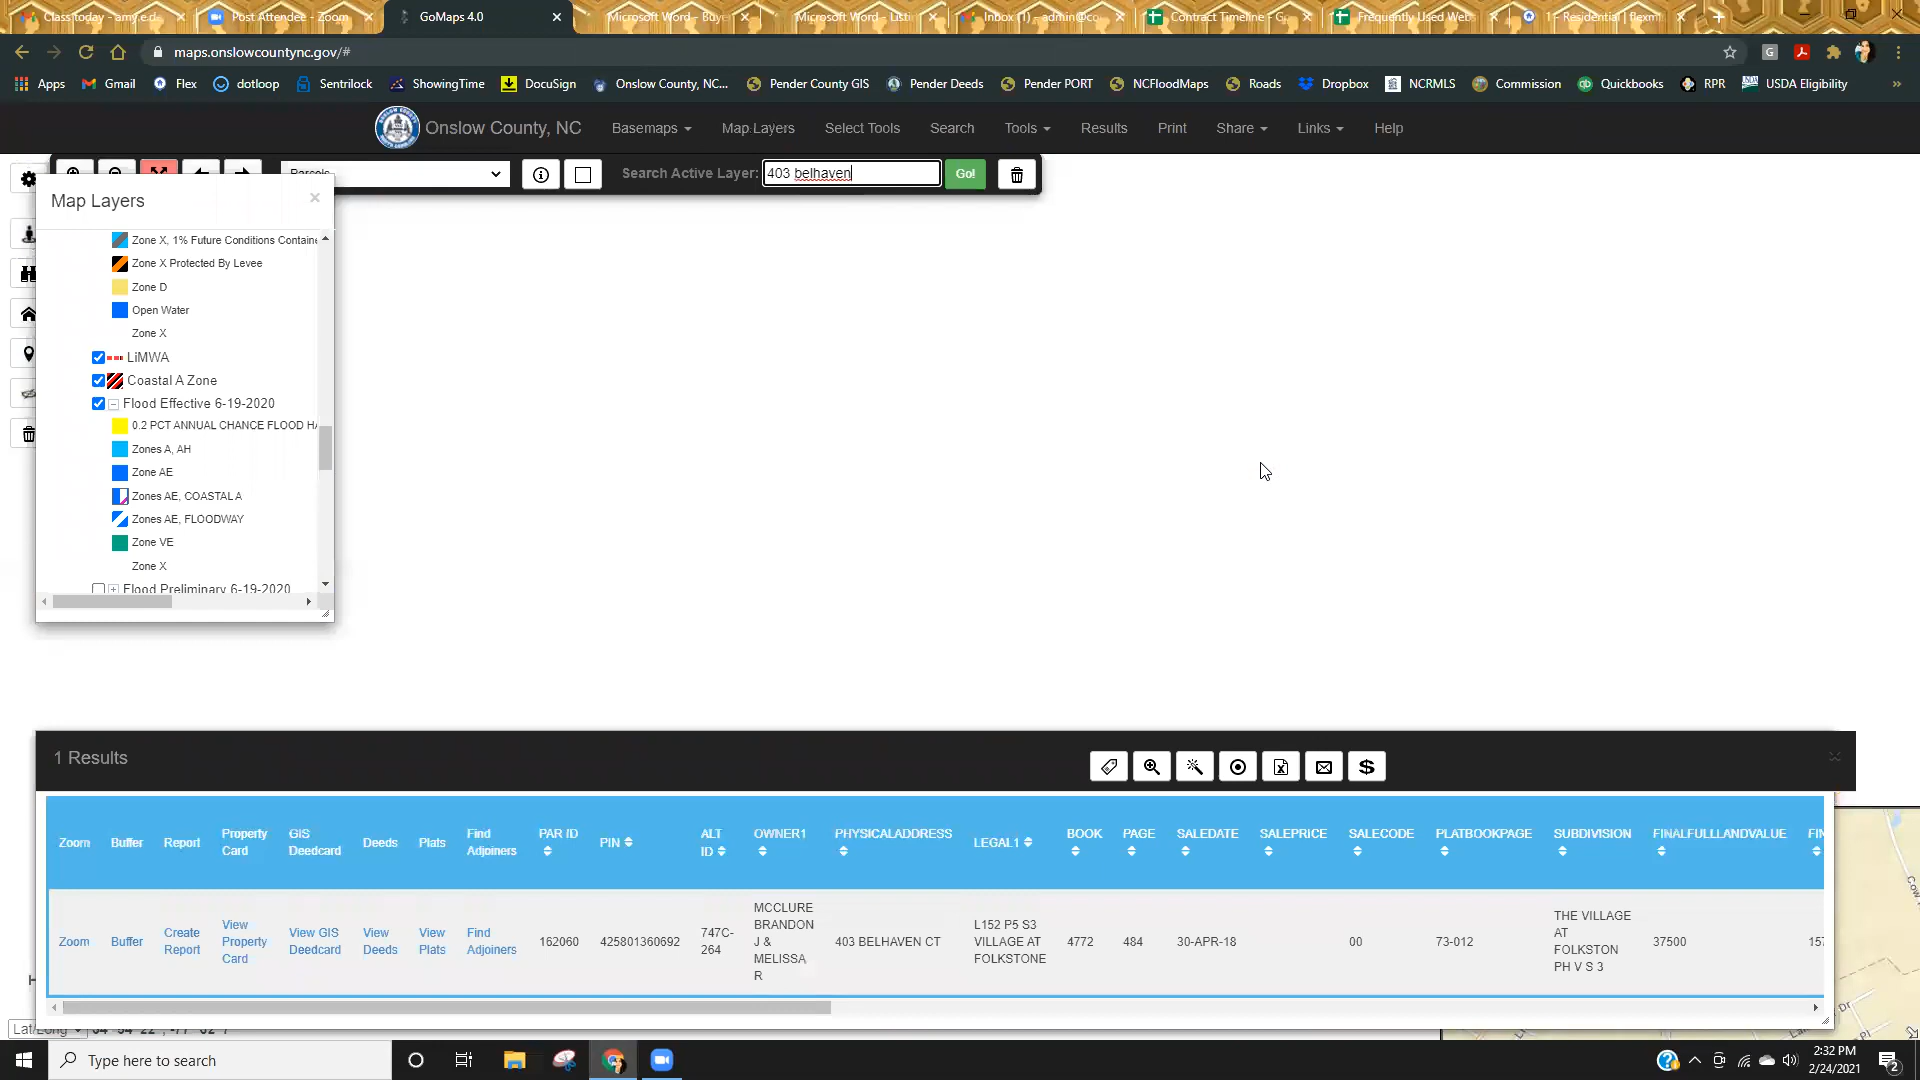 Class today - amy.e.de
Post Attendee - Zoom
GoMaps 4.0
Microsoft Word - Buye
Microsoft Word - Listi
Inbox (1) - admin@co
Contract Timeline - G
Frequently Used Web
1 - Residential | flexm
maps.onslowcountync.gov/#
Apps Gmail Flex dotloop Sentrilock ShowingTime DocuSign Onslow County, NC... Pender County GIS Pender Deeds Pender PORT NCFloodMaps Roads Dropbox NCRMLS Commission Quickbooks RPR USDA Eligibility »
Onslow County, NC Basemaps Map Layers Select Tools Search Tools Results Print Share Links Help
Parcels Search Active Layer: 403 belhaven Go!
Map Layers
Zone X, 1% Future Conditions Containe
Zone X Protected By Levee
Zone D
Open Water
Zone X
LiMWA
Coastal A Zone
Flood Effective 6-19-2020
0.2 PCT ANNUAL CHANCE FLOOD HA
Zones A, AH
Zone AE
Zones AE, COASTAL A
Zones AE, FLOODWAY
Zone VE
Zone X
Flood Preliminary 6-19-2020
1 Results
Zoom
Buffer
Report
Property
Card
GIS
Deedcard
Deeds
Plats
Find
Adjoiners
PAR ID
PIN
ALT
ID
OWNER1
PHYSICALADDRESS
LEGAL1
BOOK
PAGE
SALEDATE
SALEPRICE
SALECODE
PLATBOOKPAGE
SUBDIVISION
FINALFULLLANDVALUE
FIN
Zoom
Buffer
Create
Report
View
Property
Card
View GIS
Deedcard
View
Deeds
View
Plats
Find
Adjoiners
162060
425801360692
747C-
264
MCCLURE
BRANDON
J &
MELISSA
R
403 BELHAVEN CT
L152 P5 S3
VILLAGE AT
FOLKSTONE
4772
484
30-APR-18
00
73-012
THE VILLAGE
AT
FOLKSTON
PH V S 3
37500
157
Lat/Long
Type here to search
2:32 PM
2/24/2021
2